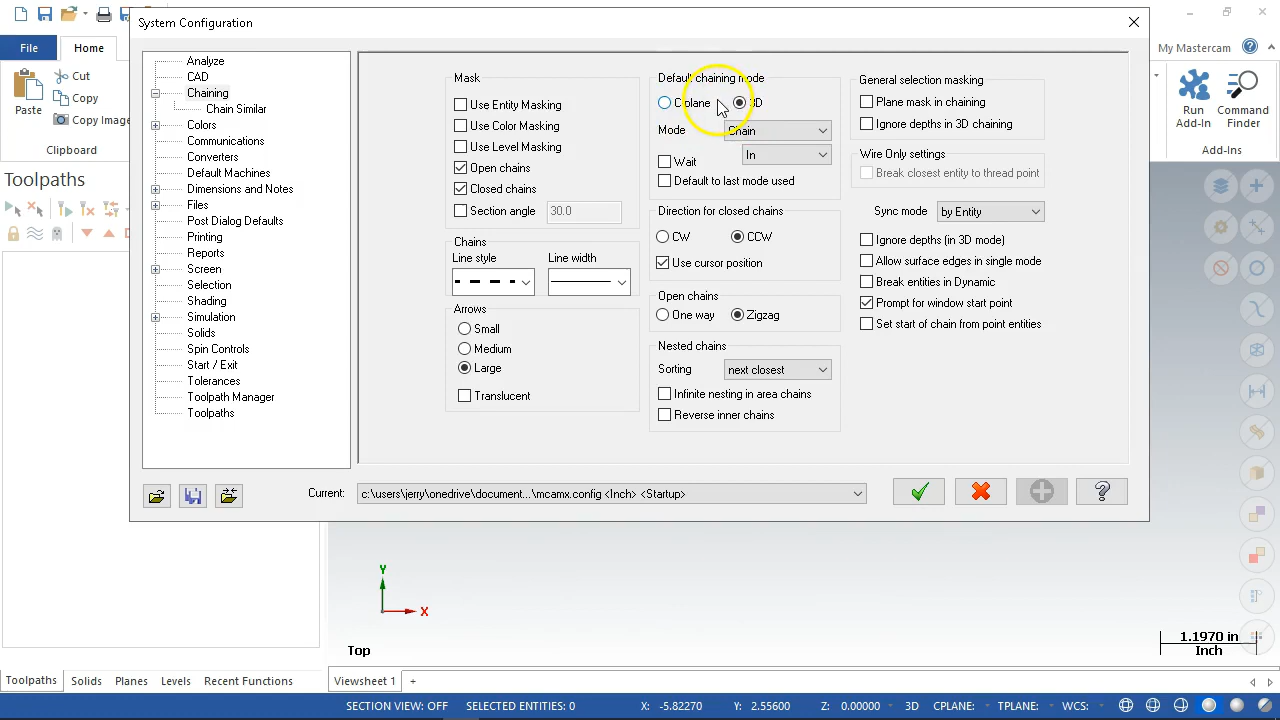 System Configuration
File
Home
My Mastercam
Paste
Cut
Copy
Copy Image
Clipboard
Run Add-In
Command Finder
Add-Ins
Toolpaths
Analyze
CAD
Chaining
Chain Similar
Colors
Communications
Converters
Default Machines
Dimensions and Notes
Files
Post Dialog Defaults
Printing
Reports
Screen
Selection
Shading
Simulation
Solids
Spin Controls
Start / Exit
Tolerances
Toolpath Manager
Toolpaths
Mask
Use Entity Masking
Use Color Masking
Use Level Masking
Open chains
Closed chains
Section angle 30.0
Chains
Line style Line width
Arrows
Small
Medium
Large
Translucent
Default chaining mode
Cplane 3D
Mode Chain
Wait In
Default to last mode used
Direction for closed chains
CW CCW
Use cursor position
Open chains
One way Zigzag
Nested chains
Sorting next closest
Infinite nesting in area chains
Reverse inner chains
General selection masking
Plane mask in chaining
Ignore depths in 3D chaining
Wire Only settings
Break closest entity to thread point
Sync mode by Entity
Ignore depths (in 3D mode)
Allow surface edges in single mode
Break entities in Dynamic
Prompt for window start point
Set start of chain from point entities
Current: c:\users\jerry\onedrive\document...\mcamx.config <Inch> <Startup>
Y
X
Top
1.1970 in
Inch
Toolpaths Solids Planes Levels Recent Functions
Viewsheet 1 +
SECTION VIEW: OFF SELECTED ENTITIES: 0 X: -5.82270 Y: 2.55600 Z: 0.00000 3D CPLANE: TPLANE: WCS: